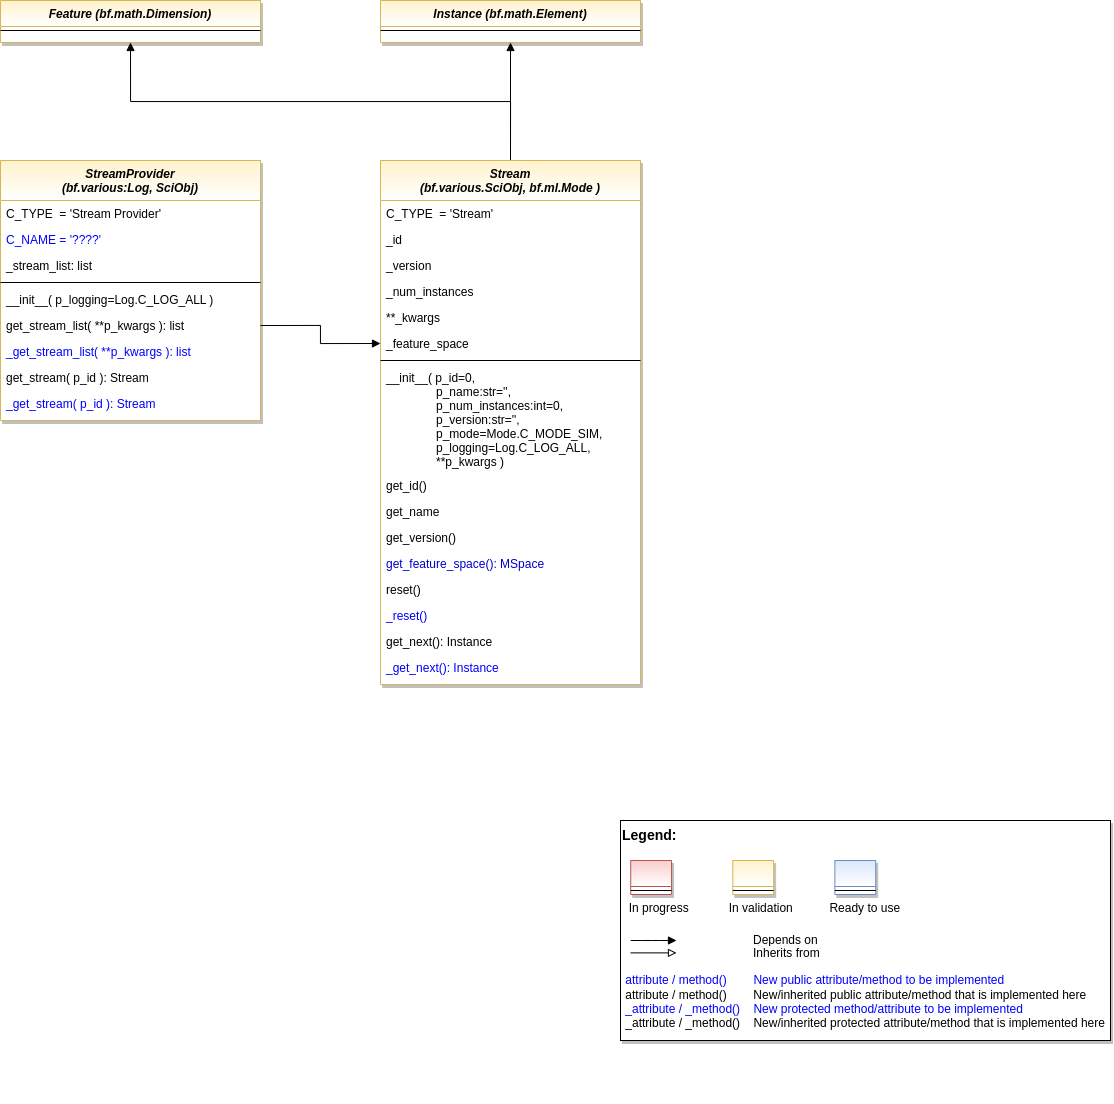 Feature (bf.math.Dimension)
Instance (bf.math.Element)
StreamProvider
(bf.various:Log, SciObj)
C_TYPE = 'Stream Provider'
C_NAME = '????'
_stream_list: list
__init__( p_logging=Log.C_LOG_ALL )
get_stream_list( **p_kwargs ): list
_get_stream_list( **p_kwargs ): list
get_stream( p_id ): Stream
_get_stream( p_id ): Stream
Stream
(bf.various.SciObj, bf.ml.Mode )
C_TYPE = 'Stream'
_id
_version
_num_instances
**_kwargs
_feature_space
__init__( p_id=0,
p_name:str='',
p_num_instances:int=0,
p_version:str='',
p_mode=Mode.C_MODE_SIM,
p_logging=Log.C_LOG_ALL,
**p_kwargs )
get_id()
get_name
get_version()
get_feature_space(): MSpace
reset()
_reset()
get_next(): Instance
_get_next(): Instance
Legend:
In progress
In validation
Ready to use
Depends on
Inherits from
attribute / method() New public attribute/method to be implemented
attribute / method() New/inherited public attribute/method that is implemented here
_attribute / _method() New protected method/attribute to be implemented
_attribute / _method() New/inherited protected attribute/method that is implemented here